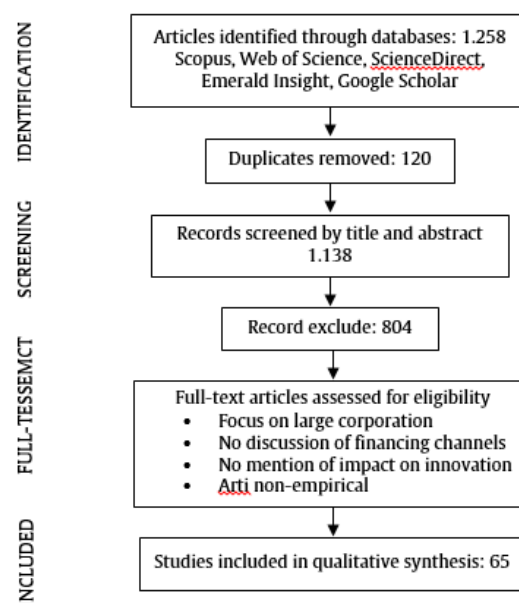 IDENTIFICATION
Articles identified through databases: 1.258
Scopus, Web of Science, ScienceDirect,
Emerald Insight, Google Scholar
Duplicates removed: 120
SCREENING
Records screened by title and abstract
1.138
Record exclude: 804
FULL-TESSEMCT
Full-text articles assessed for eligibility
• Focus on large corporation
• No discussion of financing channels
• No mention of impact on innovation
• Arti non-empirical
NCLUDED
Studies included in qualitative synthesis: 65